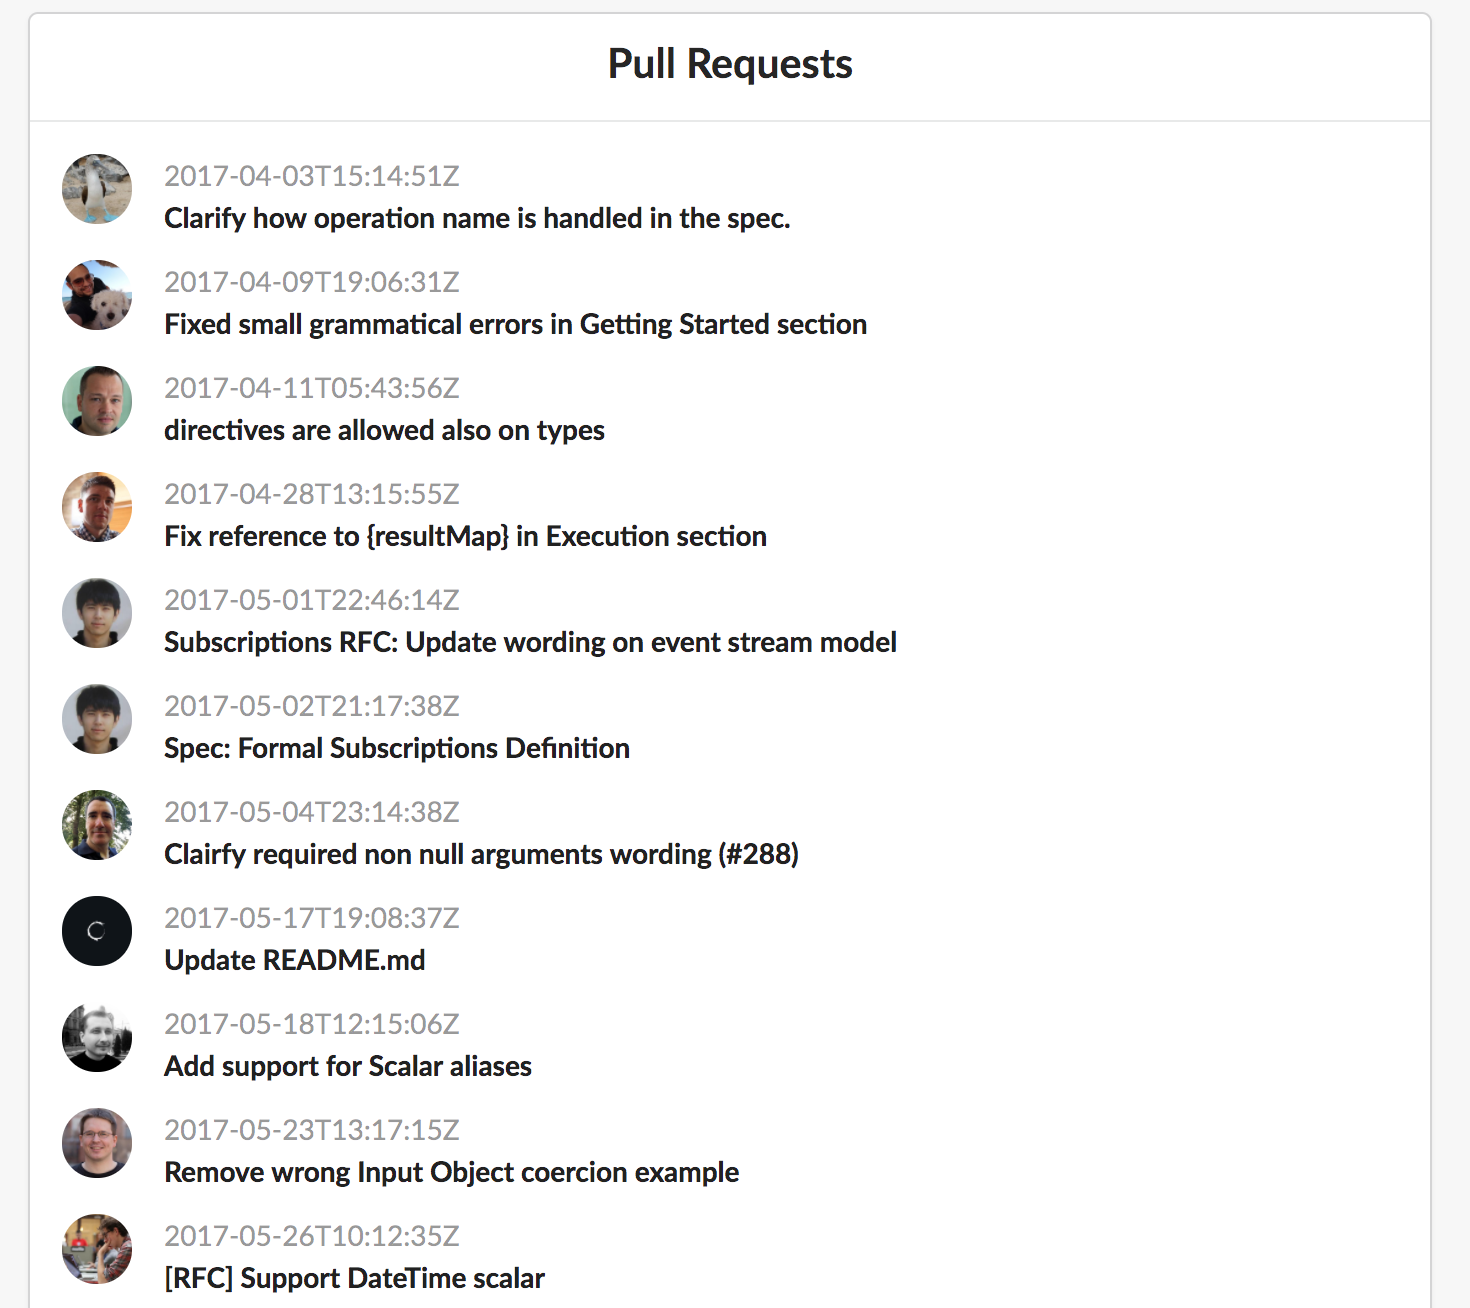 Pull Requests
2017-04-03T15:14:51Z
Clarify how operation name is handled in the spec.
2017-04-09T19:06:31Z
Fixed small grammatical errors in Getting Started section
2017-04-11T05:43:56Z
directives are allowed also on types
2017-04-28T13:15:55Z
Fix reference to {resultMap} in Execution section
2017-05-01T22:46:14Z
Subscriptions RFC: Update wording on event stream model
2017-05-02T21:17:38Z
Spec: Formal Subscriptions Definition
2017-05-04T23:14:38Z
Clairfy required non null arguments wording (#288)
2017-05-17T19:08:37Z
Update README.md
2017-05-18T12:15:06Z
Add support for Scalar aliases
2017-05-23T13:17:15Z
Remove wrong Input Object coercion example
2017-05-26T10:12:35Z
[RFC] Support DateTime scalar